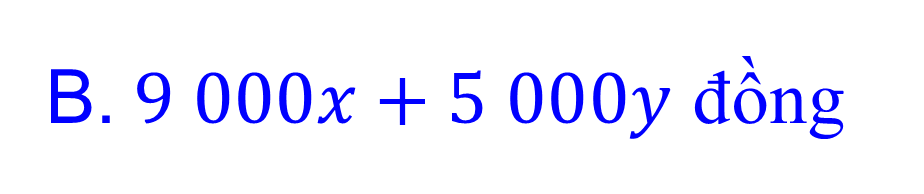 B. 9 000x + 5 000y đồng